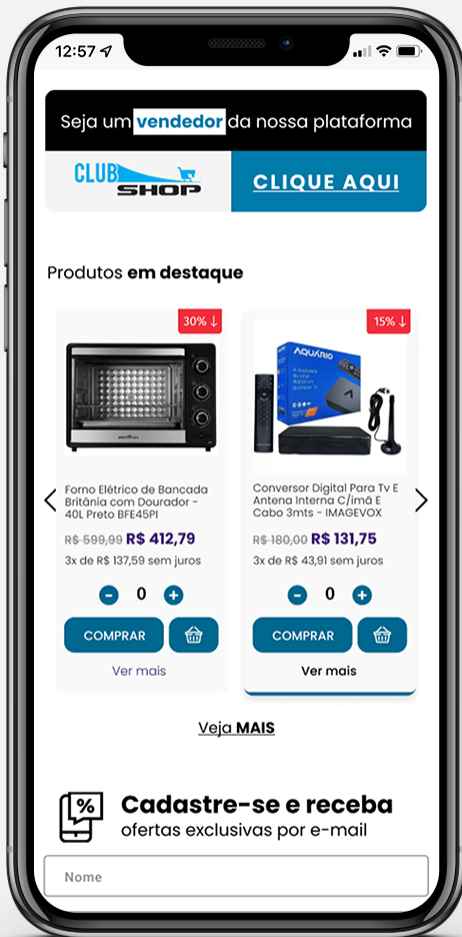 12:57
Seja um vendedor da nossa plataforma
CLUB
SHOP
CLIQUE AQUI
Produtos em destaque
30% ↓
15% ↓
AQUÁRIO
Forno Elétrico de Bancada
Britânia com Dourador -
40L Preto BFE45PI
R$ 599,99 R$ 412,79
3x de R$ 137,59 sem juros
- 0 +
COMPRAR
Ver mais
Conversor Digital Para Tv E
Antena Interna C/imã E
Cabo 3mts - IMAGEVOX
R$ 180,00 R$ 131,75
3x de R$ 43,91 sem juros
- 0 +
COMPRAR
Ver mais
Veja MAIS
%
Cadastre-se e receba
ofertas exclusivas por e-mail
Nome